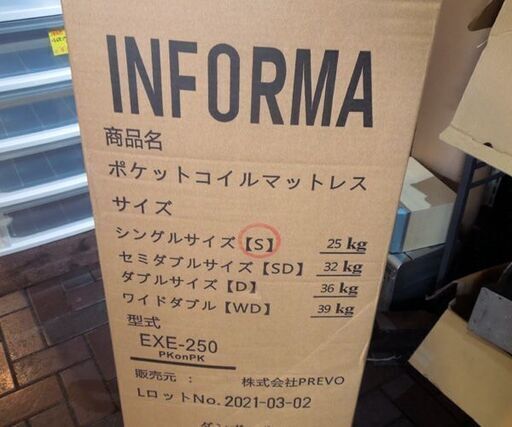 INFORMA
商品名
ポケットコイルマットレス
サイズ
シングルサイズ【S】 25 kg
セミダブルサイズ【SD】 32 kg
ダブルサイズ【D】 36 kg
ワイドダブル【WD】 39 kg
型式
EXE-250
PKonPK
販売元： 株式会社PREVO
LロットNo.2021-03-02